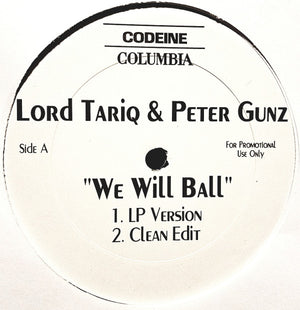 CODEINE
COLUMBIA
LORD TARIQ & PETER GUNZ
Side A
FOR PROMOTIONAL
USE ONLY
"WE WILL BALL"
1. LP VERSION
2. CLEAN EDIT